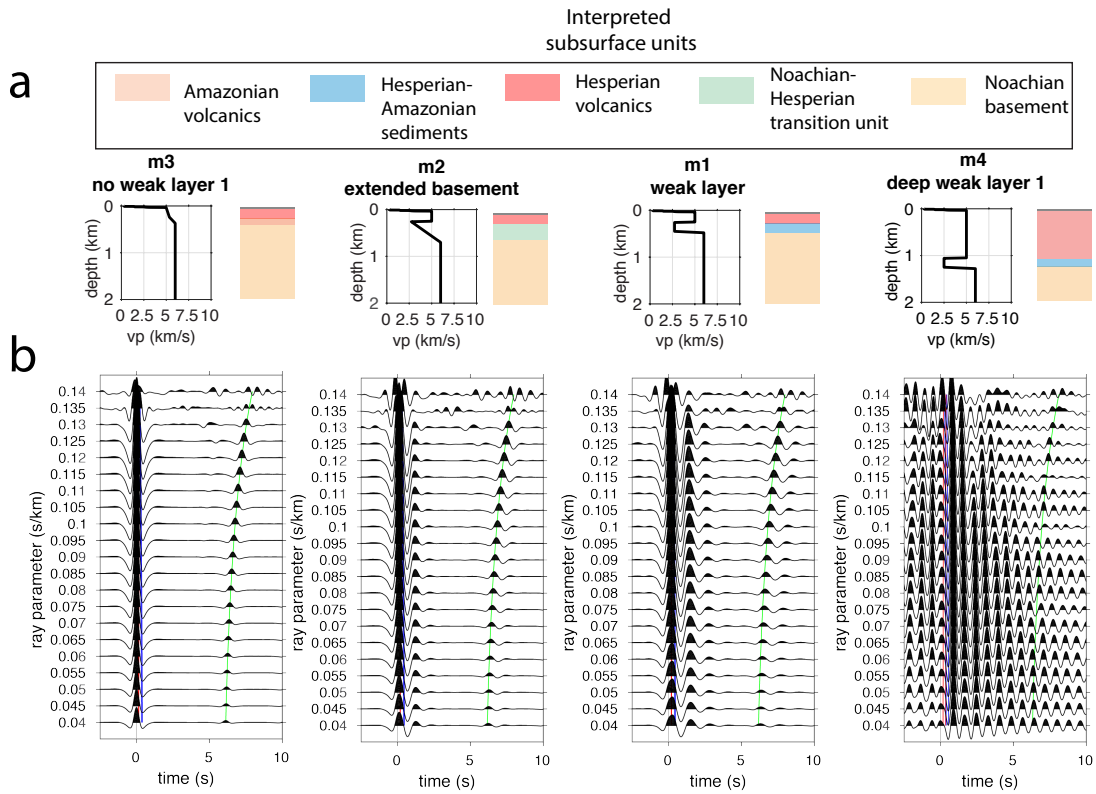 Interpreted
subsurface units
a
Amazonian
volcanics
Hesperian-
Amazonian
sediments
Hesperian
volcanics
Noachian-
Hesperian
transition unit
Noachian
basement
m3
no weak layer 1
m2
extended basement
m1
weak layer
m4
deep weak layer 1
0
1
2
depth (km)
0 2.5 5 7.5 10
vp (km/s)
0
1
2
depth (km)
0 2.5 5 7.5 10
vp (km/s)
0
1
2
depth (km)
0 2.5 5 7.5 10
vp (km/s)
0
1
2
depth (km)
0 2.5 5 7.5 10
vp (km/s)
b
ray parameter (s/km)
0.14
0.135
0.13
0.125
0.12
0.115
0.11
0.105
0.1
0.095
0.09
0.085
0.08
0.075
0.07
0.065
0.06
0.055
0.05
0.045
0.04
0 5 10
time (s)
ray parameter (s/km)
0.14
0.135
0.13
0.125
0.12
0.115
0.11
0.105
0.1
0.095
0.09
0.085
0.08
0.075
0.07
0.065
0.06
0.055
0.05
0.045
0.04
0 5 10
time (s)
ray parameter (s/km)
0.14
0.135
0.13
0.125
0.12
0.115
0.11
0.105
0.1
0.095
0.09
0.085
0.08
0.075
0.07
0.065
0.06
0.055
0.05
0.045
0.04
0 5 10
time (s)
ray parameter (s/km)
0.14
0.135
0.13
0.125
0.12
0.115
0.11
0.105
0.1
0.095
0.09
0.085
0.08
0.075
0.07
0.065
0.06
0.055
0.05
0.045
0.04
0 5 10
time (s)